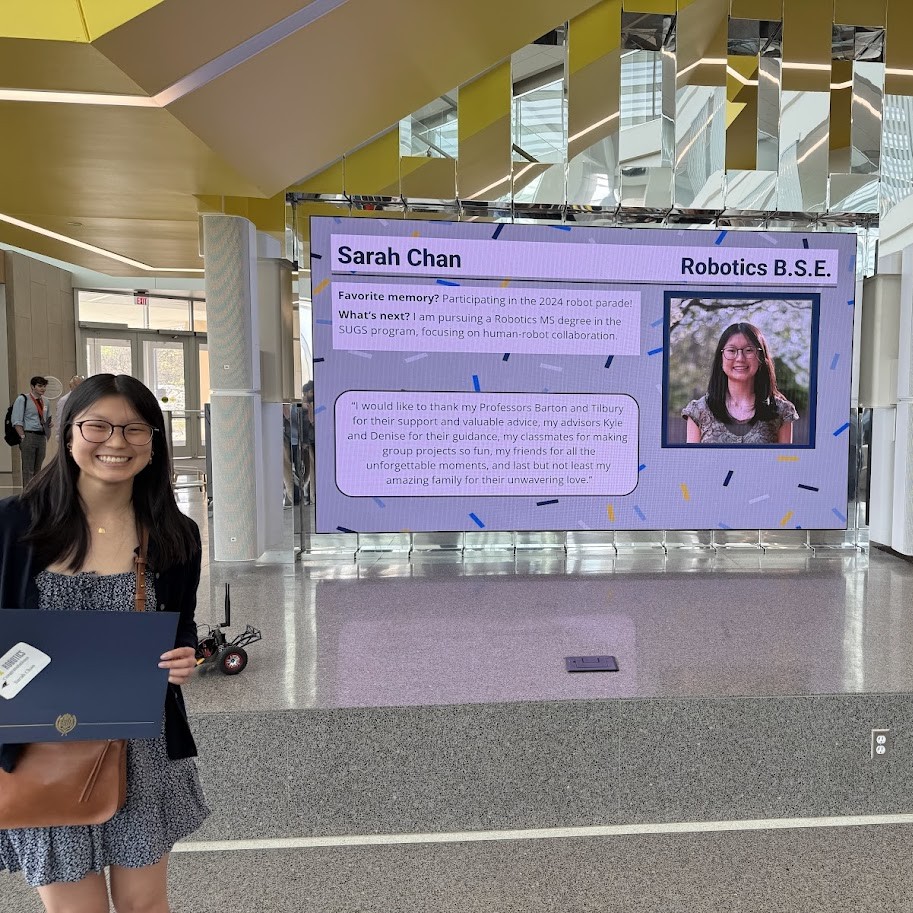 Sarah Chan
Robotics B.S.E.
Favorite memory? Participating in the 2024 robot parade!
What's next? I am pursuing a Robotics MS degree in the
SUGS program, focusing on human-robot collaboration.
"I would like to thank my Professors Barton and Tilbury
for their support and valuable advice, my advisors Kyle
and Denise for their guidance, my classmates for making
group projects so fun, my friends for all the
unforgettable moments, and last but not least my
amazing family for their unwavering love."
ROBOTICS
Sarah Chan